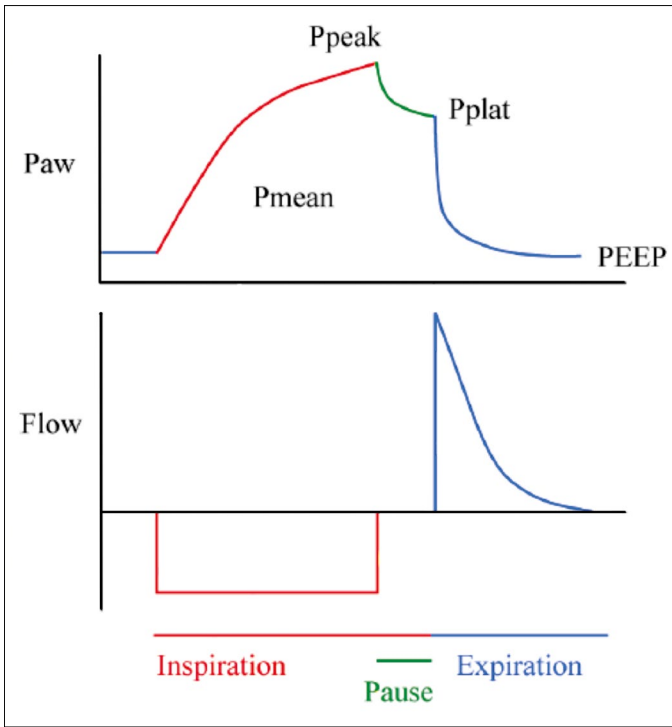 Ppeak
Pplat
Paw
Pmean
PEEP
Flow
Inspiration
Expiration
Pause